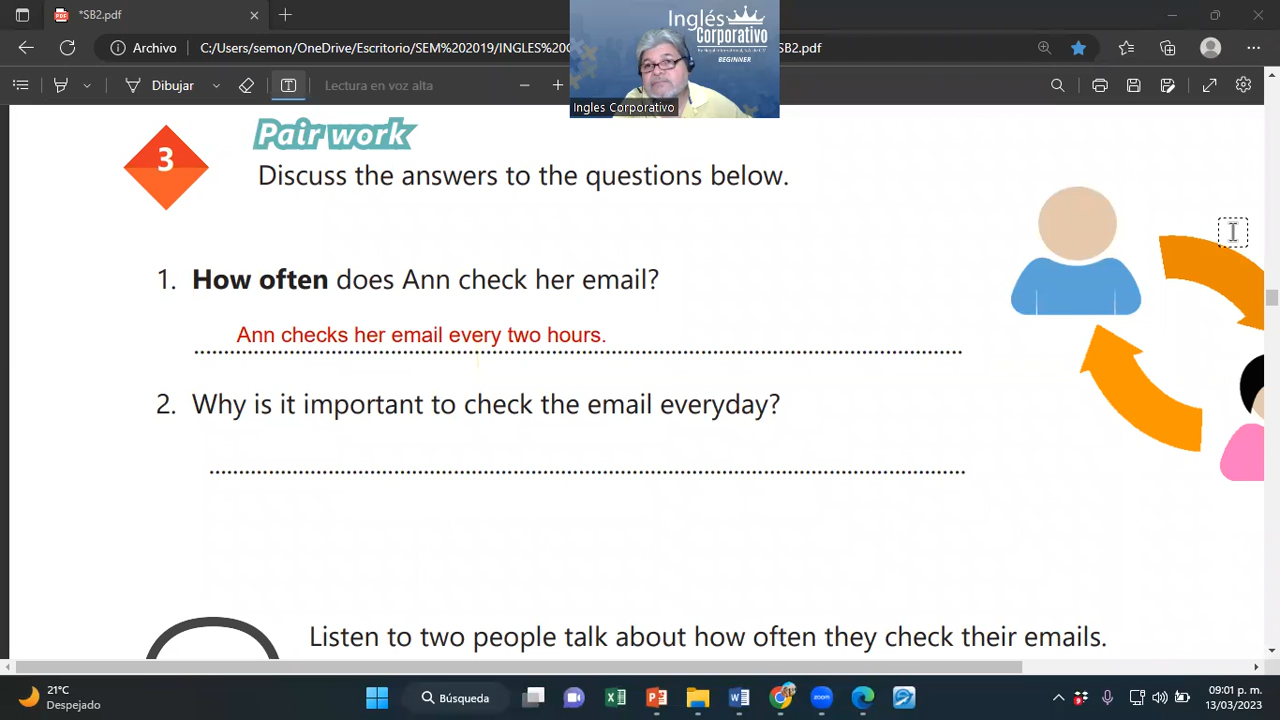 *SB2.pdf
Archivo
C:/Users/semon/OneDrive/Escritorio/SEM%202019/INGLES%20
SB2.pdf
Dibujar
Lectura en voz alta
Inglés
Corporativo
BEGINNER
Ingles Corporativo
3
Pair work
Discuss the answers to the questions below.
1. How often does Ann check her email?
Ann checks her email every two hours.
2. Why is it important to check the email everyday?
Listen to two people talk about how often they check their emails.
21°C
Despejado
Búsqueda
zoom
09:01 p. m.
13/03/2023